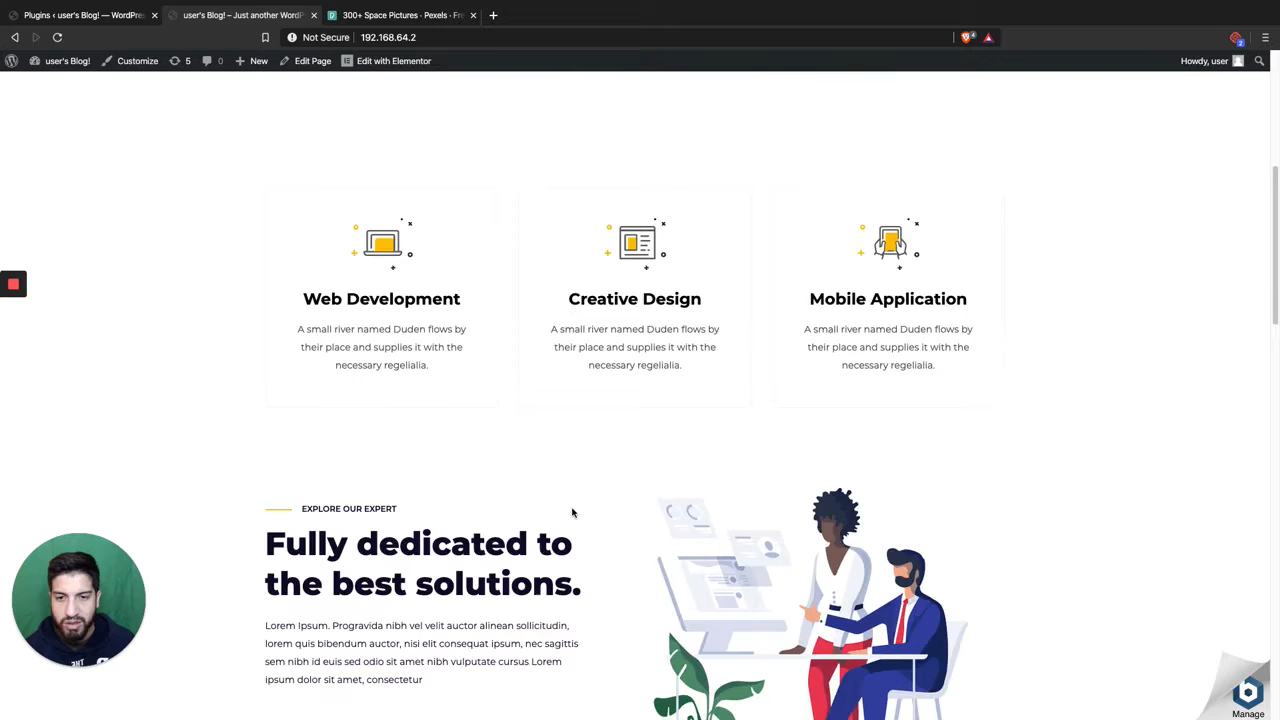 Plugins ‹ user's Blog! — WordPres
user's Blog! – Just another WordP
300+ Space Pictures · Pexels · Fre
Not Secure
192.168.64.2
4
2
user's Blog!
Customize
5
0
New
Edit Page
Edit with Elementor
Howdy, user
Web Development
A small river named Duden flows by
their place and supplies it with the
necessary regelialia.
Creative Design
A small river named Duden flows by
their place and supplies it with the
necessary regelialia.
Mobile Application
A small river named Duden flows by
their place and supplies it with the
necessary regelialia.
EXPLORE OUR EXPERT
Fully dedicated to
the best solutions.
Lorem Ipsum. Progravida nibh vel velit auctor alinean sollicitudin,
lorem quis bibendum auctor, nisi elit consequat ipsum, nec sagittis
sem nibh id euis sed odio sit amet nibh vulputate cursus Lorem
ipsum dolor sit amet, consectetur
Manage